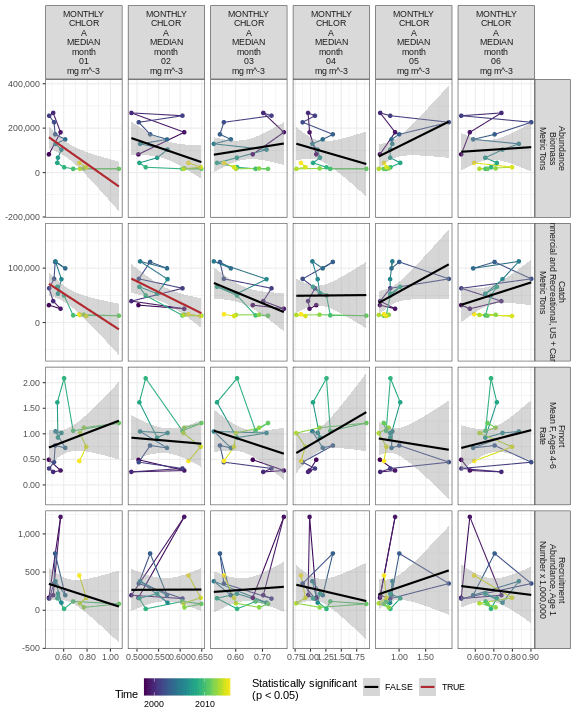 MONTHLY
CHLOR
A
MEDIAN
month
01
mg m^-3
MONTHLY
CHLOR
A
MEDIAN
month
02
mg m^-3
MONTHLY
CHLOR
A
MEDIAN
month
03
mg m^-3
MONTHLY
CHLOR
A
MEDIAN
month
04
mg m^-3
MONTHLY
CHLOR
A
MEDIAN
month
05
mg m^-3
MONTHLY
CHLOR
A
MEDIAN
month
06
mg m^-3
400,000
200,000
0
-200,000
Abundance
Biomass
Metric Tons
100,000
0
Catch
mmercial and Recreational, US + Can
Metric Tons
2.00
1.50
1.00
0.50
0.00
Fmort
Mean F, Ages 4-6
Rate
1,000
500
0
-500
Recruitment
Abundance, Age 1
Number x 1,000,000
0.60 0.80 1.00
0.500 0.550 0.600 0.650
0.60 0.70
0.75 1.00 1.25 1.50 1.75
1.00 1.50
0.60 0.70 0.80 0.90
Time
2000 2010
Statistically significant
(p < 0.05)
FALSE
TRUE